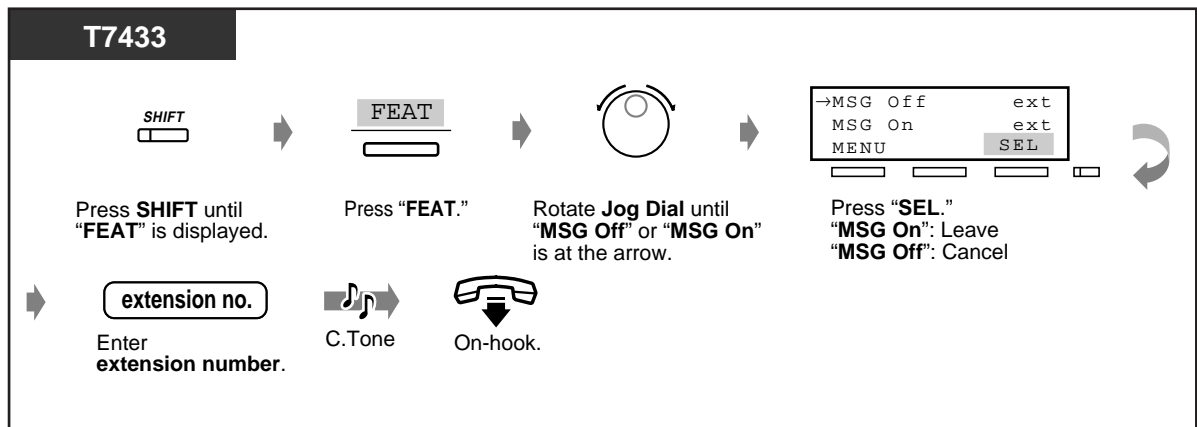 T7433
SHIFT
FEAT
→MSG Off ext
MSG On ext
MENU SEL
Press SHIFT until
“FEAT” is displayed.
Press “FEAT.”
Rotate Jog Dial until
“MSG Off” or “MSG On”
is at the arrow.
Press “SEL.”
“MSG On”: Leave
“MSG Off”: Cancel
extension no.
Enter
extension number.
C.Tone
On-hook.